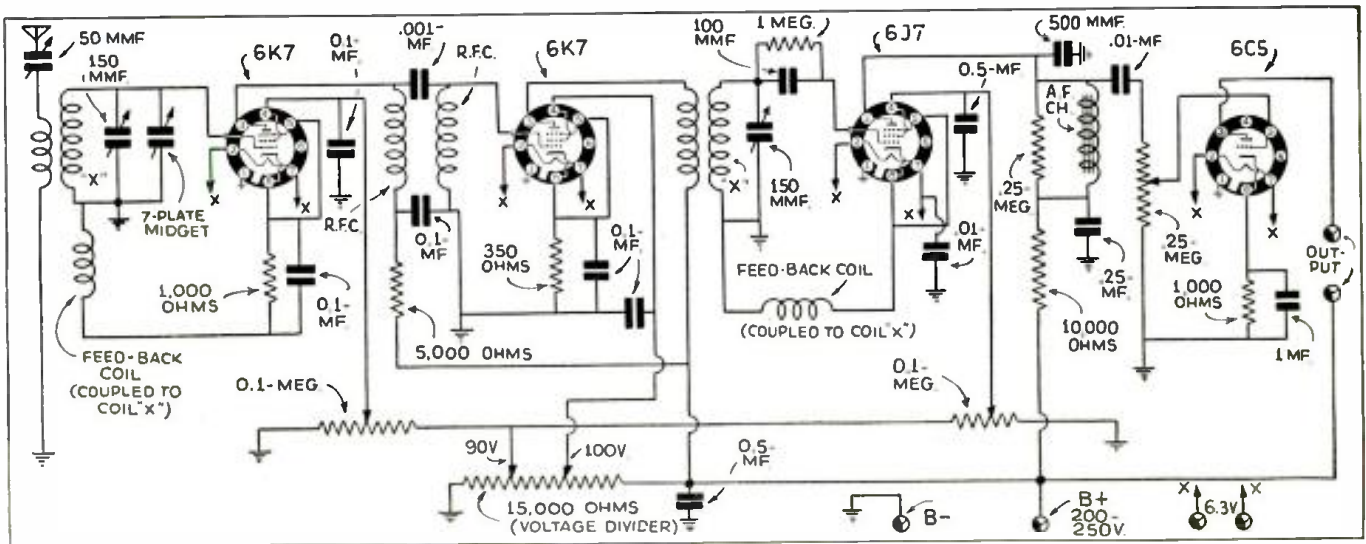 50 MMF
150
MMF.
6K7
0.1-
MF.
.001-
MF
R.F.C.
6K7
100
MMF
1 MEG.
6J7
0.5-MF
500 MMF.
.01-MF
6C5
A.F.
CH.
"X"
X
X
7-PLATE
MIDGET
R.F.C.
0.1-
MF.
X
X
350
OHMS
0.1-
MF.
"X"
150
MMF.
X
X
.01
MF.
.25-
MEG
.25-
MEG.
.25-
MF.
X
X
OUT-
PUT
1,000
OHMS
0.1-
MF
FEED-BACK COIL
(COUPLED TO COIL "X")
10,000
OHMS
1,000
OHMS
1 MF.
FEED-BACK
COIL
(COUPLED TO
COIL "X")
5,000 OHMS
0.1-MEG.
0.1-
MEG.
90V
100V
0.5-
MF
15,000 OHMS
(VOLTAGE DIVIDER)
B-
B+
200-
250V.
X
X
6.3V